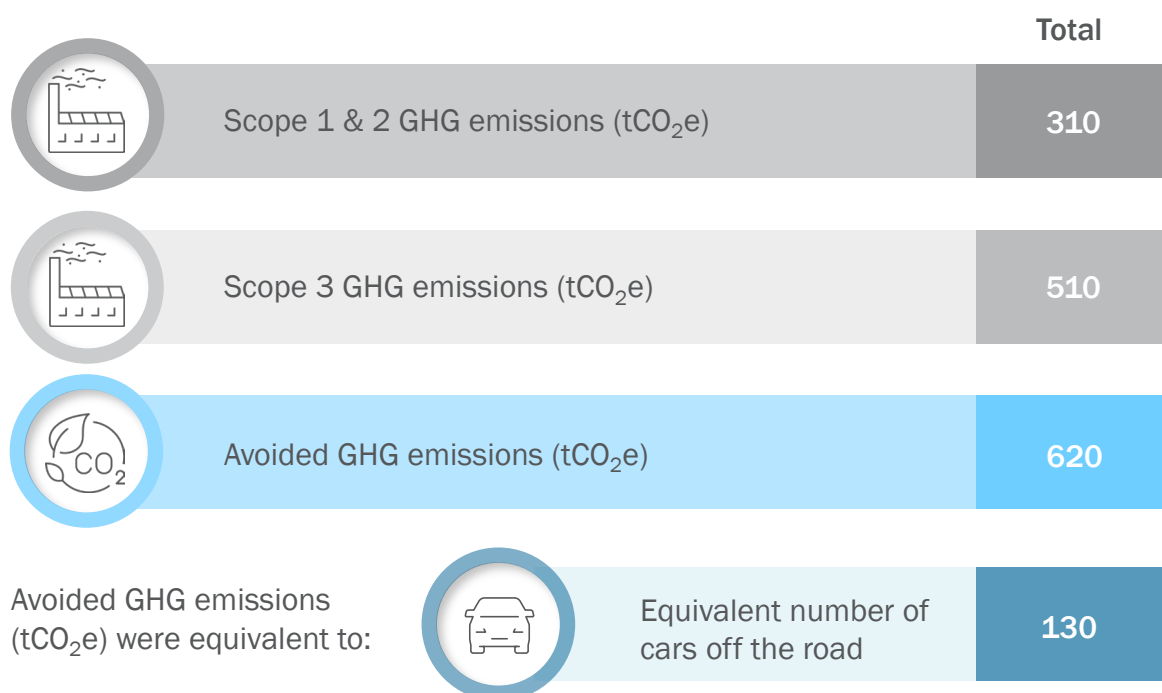 Total
Scope 1 & 2 GHG emissions (tCO₂e)
310
Scope 3 GHG emissions (tCO₂e)
510
CO₂
Avoided GHG emissions (tCO₂e)
620
Avoided GHG emissions
(tCO₂e) were equivalent to:
Equivalent number of
cars off the road
130